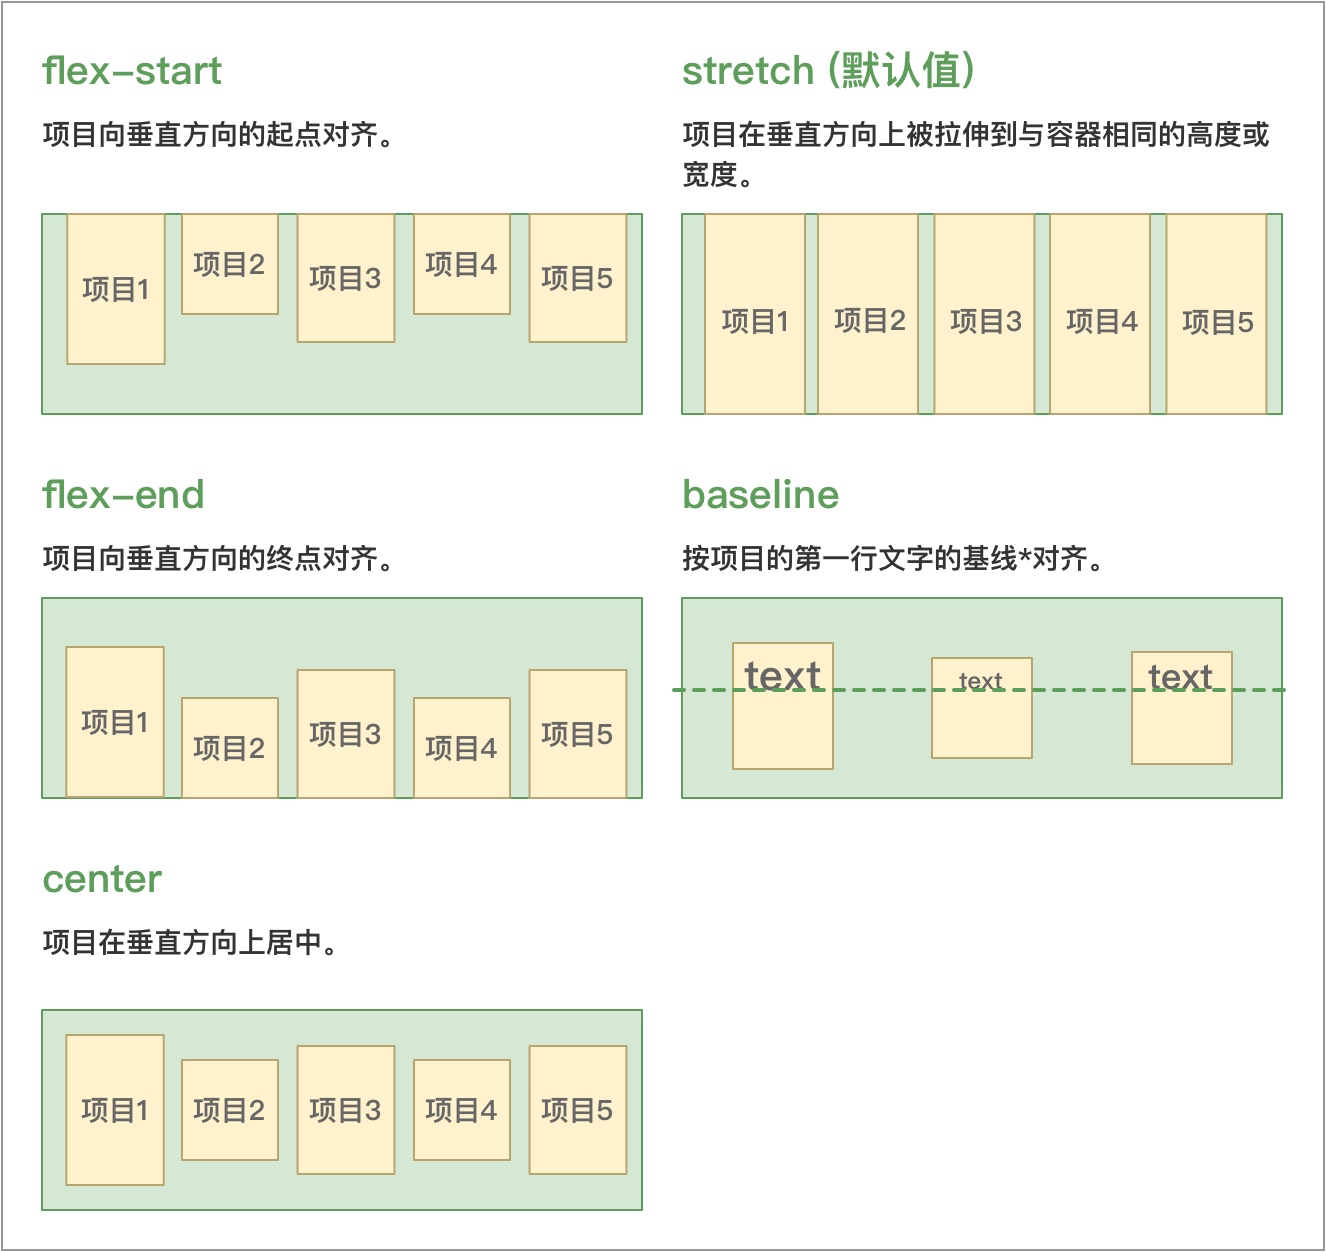 flex-start
项目向垂直方向的起点对齐。
项目1
项目2
项目3
项目4
项目5
stretch (默认值)
项目在垂直方向上被拉伸到与容器相同的高度或
宽度。
项目1
项目2
项目3
项目4
项目5
flex-end
项目向垂直方向的终点对齐。
项目1
项目2
项目3
项目4
项目5
baseline
按项目的第一行文字的基线*对齐。
text
text
text
center
项目在垂直方向上居中。
项目1
项目2
项目3
项目4
项目5